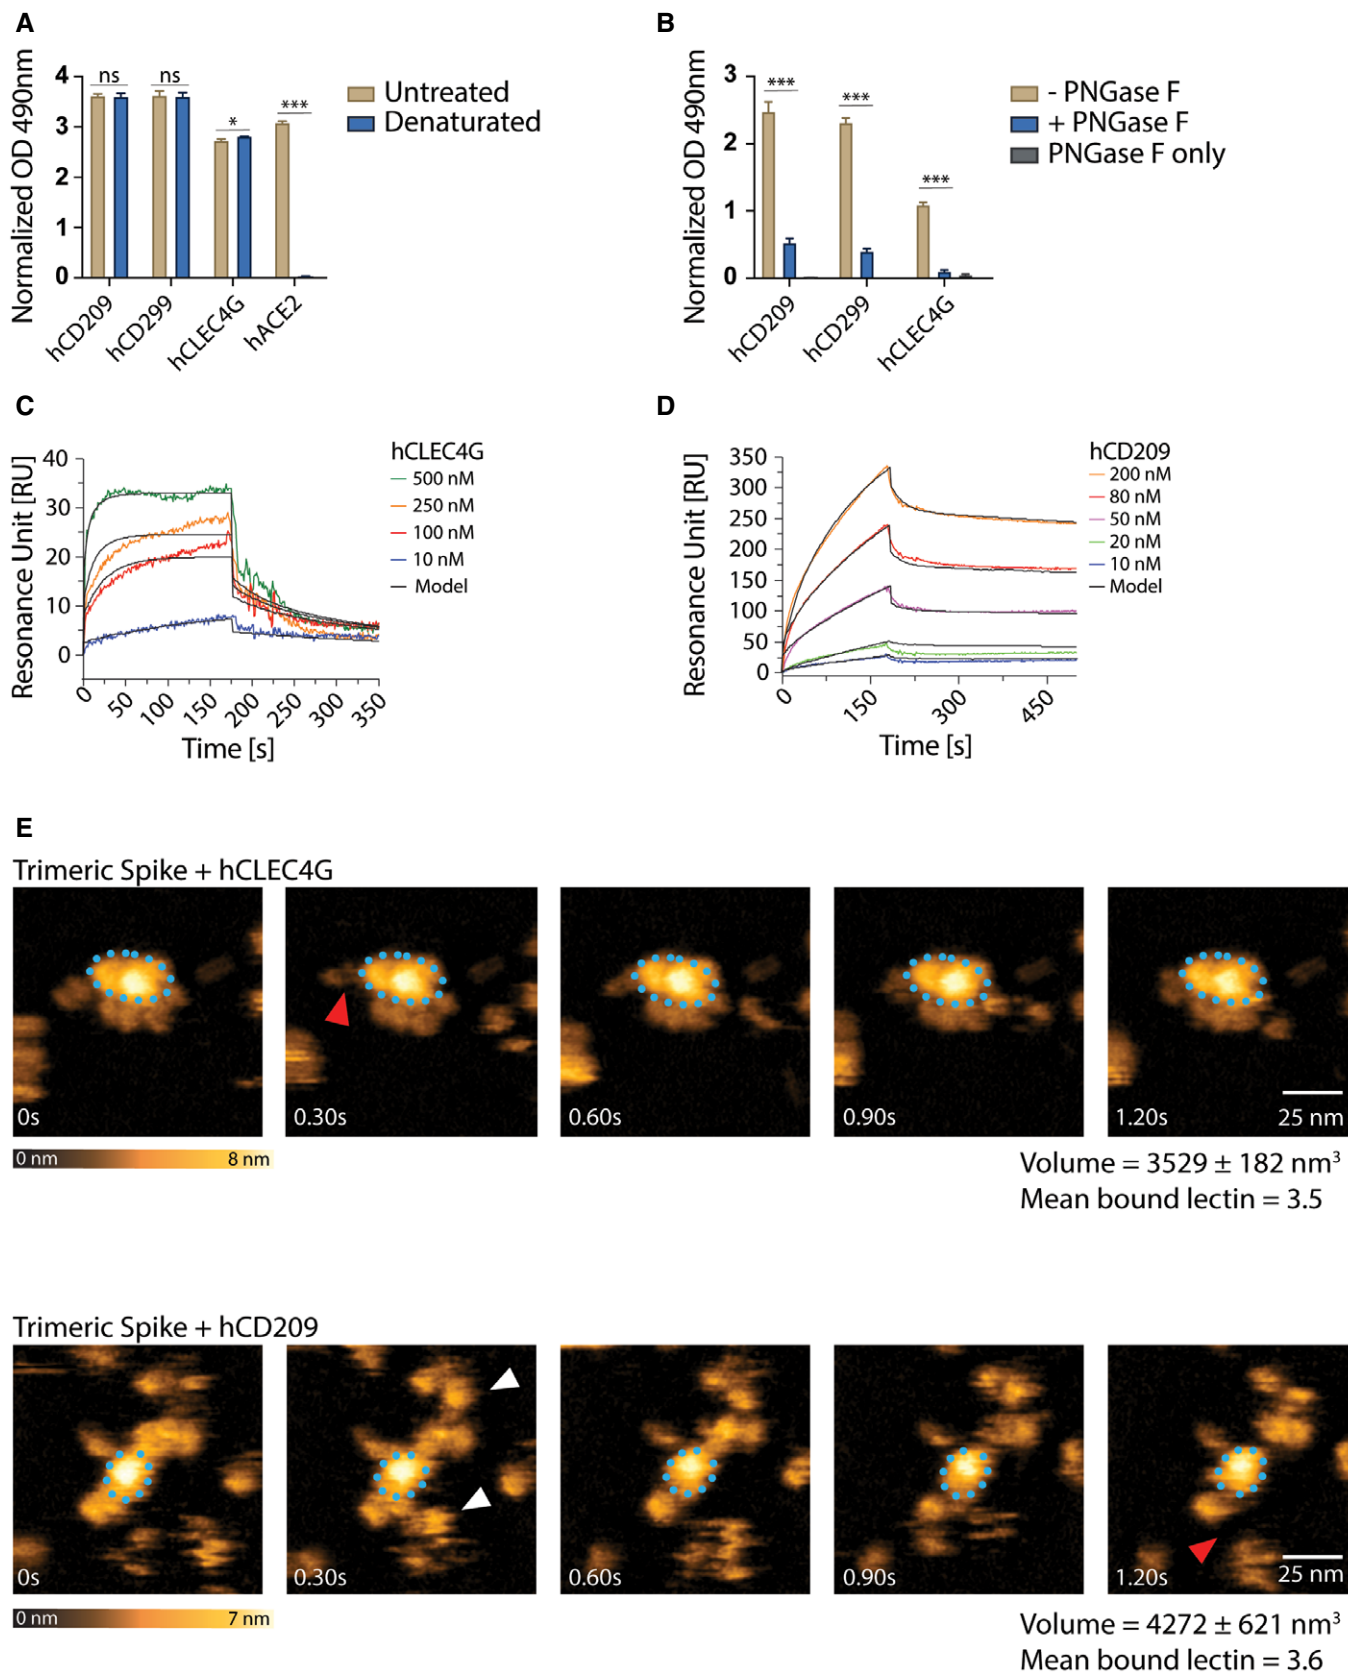 A
Normalized OD 490nm
4
3
2
1
0
ns
ns
*
***
hCD209
hCD299
hCLEC4G
hACE2
Untreated
Denaturated
B
Normalized OD 490nm
3
2
1
0
***
***
***
hCD209
hCD299
hCLEC4G
- PNGase F
+ PNGase F
PNGase F only
C
Resonance Unit [RU]
40
30
20
10
0
0
50
100
150
200
250
300
350
Time [s]
hCLEC4G
500 nM
250 nM
100 nM
10 nM
Model
D
Resonance Unit [RU]
350
300
250
200
150
100
50
0
0
150
300
450
Time [s]
hCD209
200 nM
80 nM
50 nM
20 nM
10 nM
Model
E
Trimeric Spike + hCLEC4G
0s
0.30s
0.60s
0.90s
1.20s
25 nm
0 nm
8 nm
Volume = 3529 ± 182 nm³
Mean bound lectin = 3.5
Trimeric Spike + hCD209
0s
0.30s
0.60s
0.90s
1.20s
25 nm
0 nm
7 nm
Volume = 4272 ± 621 nm³
Mean bound lectin = 3.6